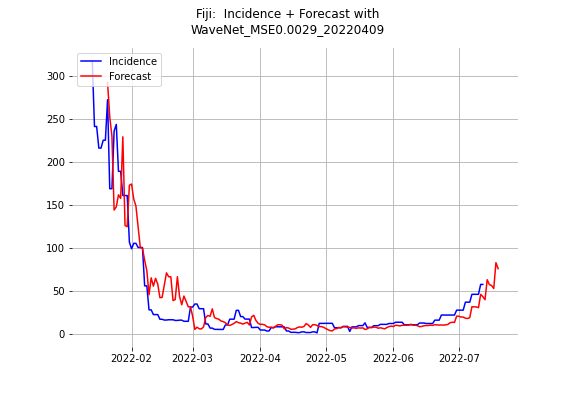 Fiji:  Incidence + Forecast with
WaveNet_MSE0.0029_20220409
Incidence
Forecast
300
250
200
150
100
50
0
2022-02 2022-03 2022-04 2022-05 2022-06 2022-07